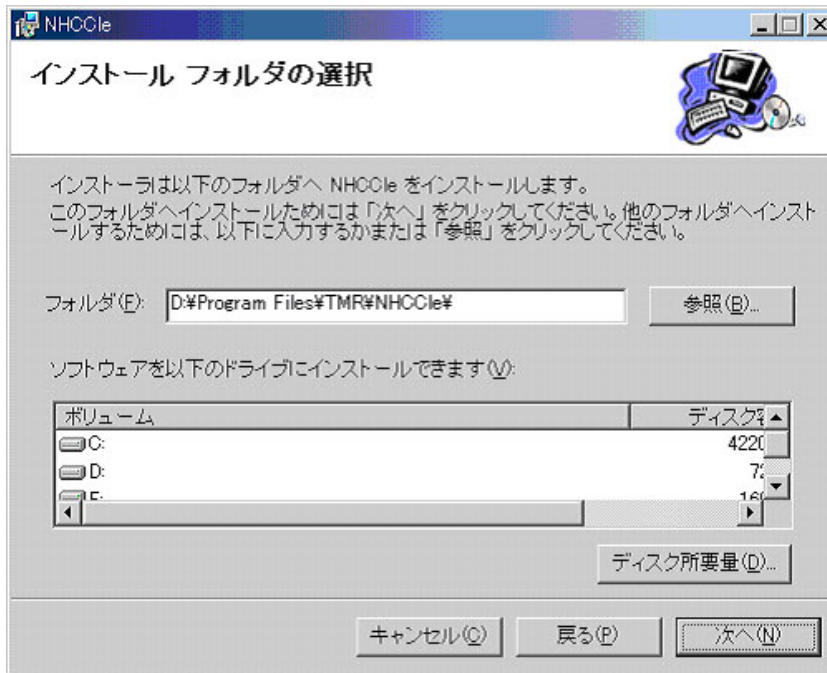 NHCCIe
インストール フォルダの選択
インストーラは以下のフォルダへ NHCCIe をインストールします。
このフォルダへインストールためには「次へ」をクリックしてください。他のフォルダへインスト
ールするためには、以下に入力するかまたは「参照」をクリックしてください。
フォルダ(F): D:¥Program Files¥TMR¥NHCCIe¥ 参照(B)...
ソフトウェアを以下のドライブにインストールできます(V):
ボリューム ディスク
C: 4220
D: 72
ディスク所要量(D)...
キャンセル(C) 戻る(P) 次へ(N)